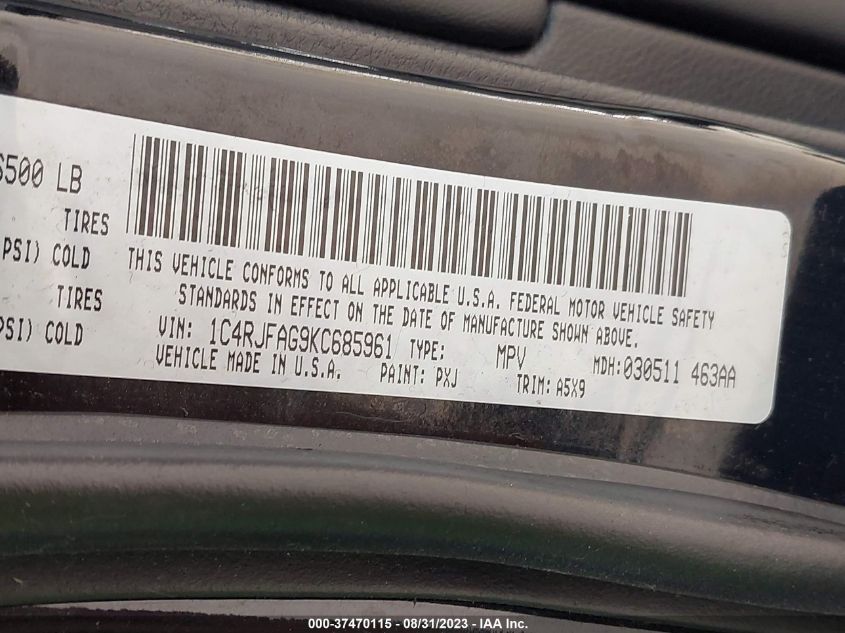 6500 LB
TIRES
PSI) COLD
TIRES
PSI) COLD
THIS VEHICLE CONFORMS TO ALL APPLICABLE U.S.A. FEDERAL MOTOR VEHICLE SAFETY
STANDARDS IN EFFECT ON THE DATE OF MANUFACTURE SHOWN ABOVE.
VIN: 1C4RJFAG9KC685961 TYPE: MPV MDH:030511 463AA
VEHICLE MADE IN U.S.A. PAINT: PXJ TRIM: A5X9
000-37470115 - 08/31/2023 - IAA Inc.